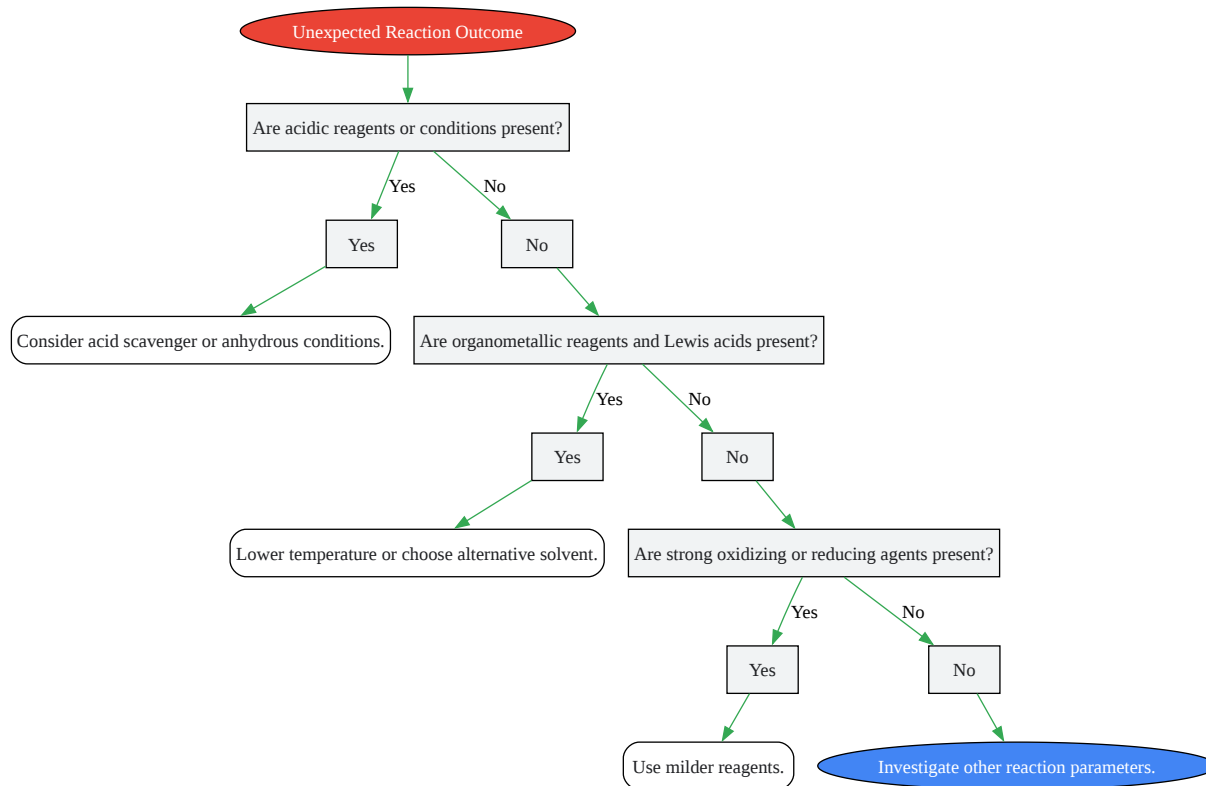 Unexpected Reaction Outcome
Are acidic reagents or conditions present?
Yes
No
Yes
No
Consider acid scavenger or anhydrous conditions.
Are organometallic reagents and Lewis acids present?
Yes
No
Yes
No
Lower temperature or choose alternative solvent.
Are strong oxidizing or reducing agents present?
Yes
No
Yes
No
Use milder reagents.
Investigate other reaction parameters.